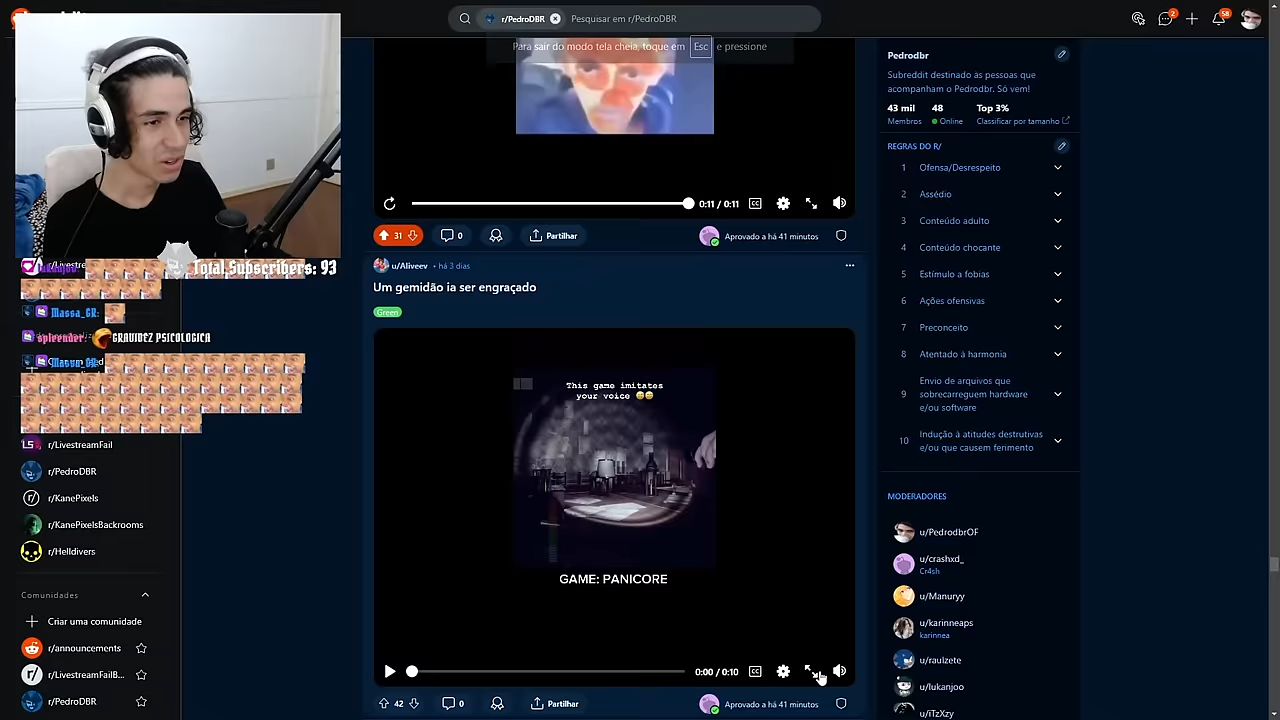 r/PedroDBR
Pesquisar em r/PedroDBR
2
58
Para sair do modo tela cheia, toque em Esc e pressione
0:11 / 0:11
31
0
Partilhar
Aprovado a há 41 minutos
u/Aliveev • há 3 dias
Um gemidão ia ser engraçado
Green
This game imitates
your voice 😅😅
GAME: PANICORE
0:00 / 0:10
42
0
Partilhar
Aprovado a há 41 minutos
Total Subscribers: 93
Massa_GR:
splender:
GRAVIDEZ PSICOLOGICA
r/LivestreamFail
r/PedroDBR
r/KanePixels
r/KanePixelsBackrooms
r/Helldivers
Comunidades
Criar uma comunidade
r/announcements
r/LivestreamFailB...
r/PedroDBR
Pedrodbr
Subreddit destinado às pessoas que
acompanham o Pedrodbr. Só vem!
43 mil
48
Top 3%
Membros
Online
Classificar por tamanho
REGRAS DO R/
1 Ofensa/Desrespeito
2 Assédio
3 Conteúdo adulto
4 Conteúdo chocante
5 Estímulo a fobias
6 Ações ofensivas
7 Preconceito
8 Atentado á harmonia
9 Envio de arquivos que
sobrecarreguem hardware
e/ou software
10 Indução á atitudes destrutivas
e/ou que causem ferimento
MODERADORES
u/PedrodbrOF
u/crashxd_
Cr4sh
u/Manuryy
u/karinneaps
karinnea
u/raulzete
u/lukanjoo
u/iTzXzy